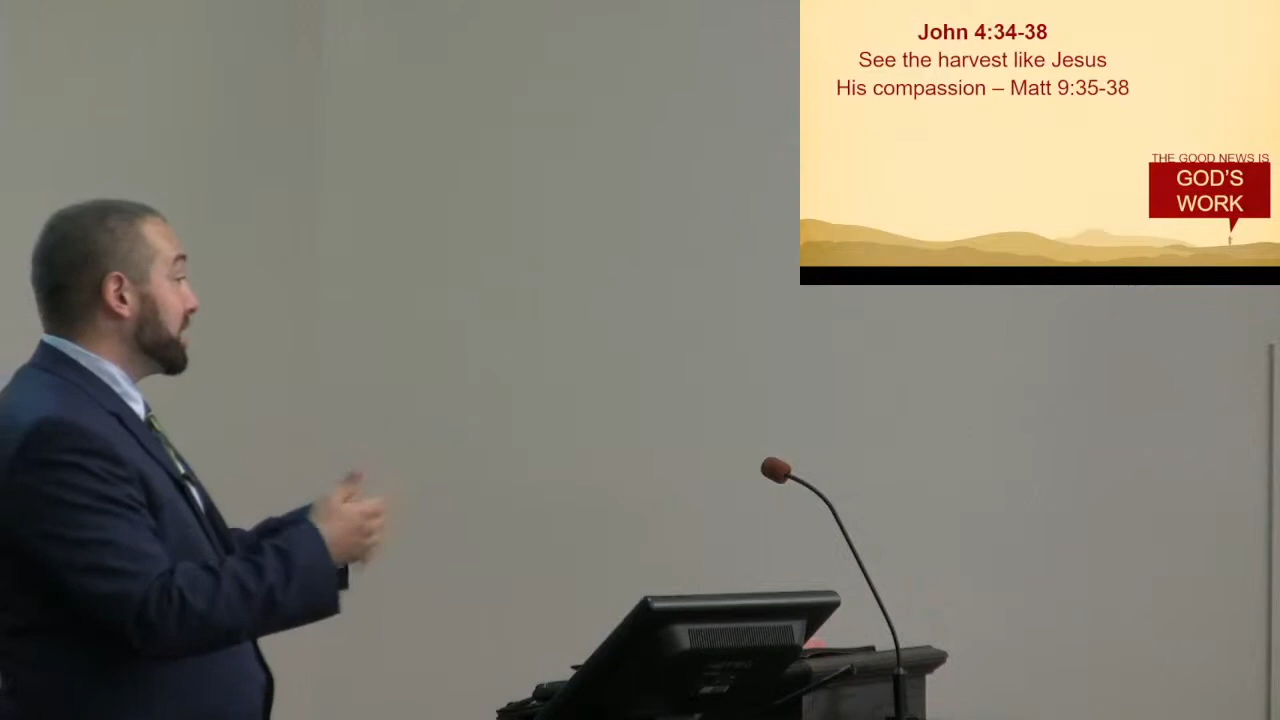 John 4:34-38
See the harvest like Jesus
His compassion – Matt 9:35-38
THE GOOD NEWS IS
GOD'S
WORK